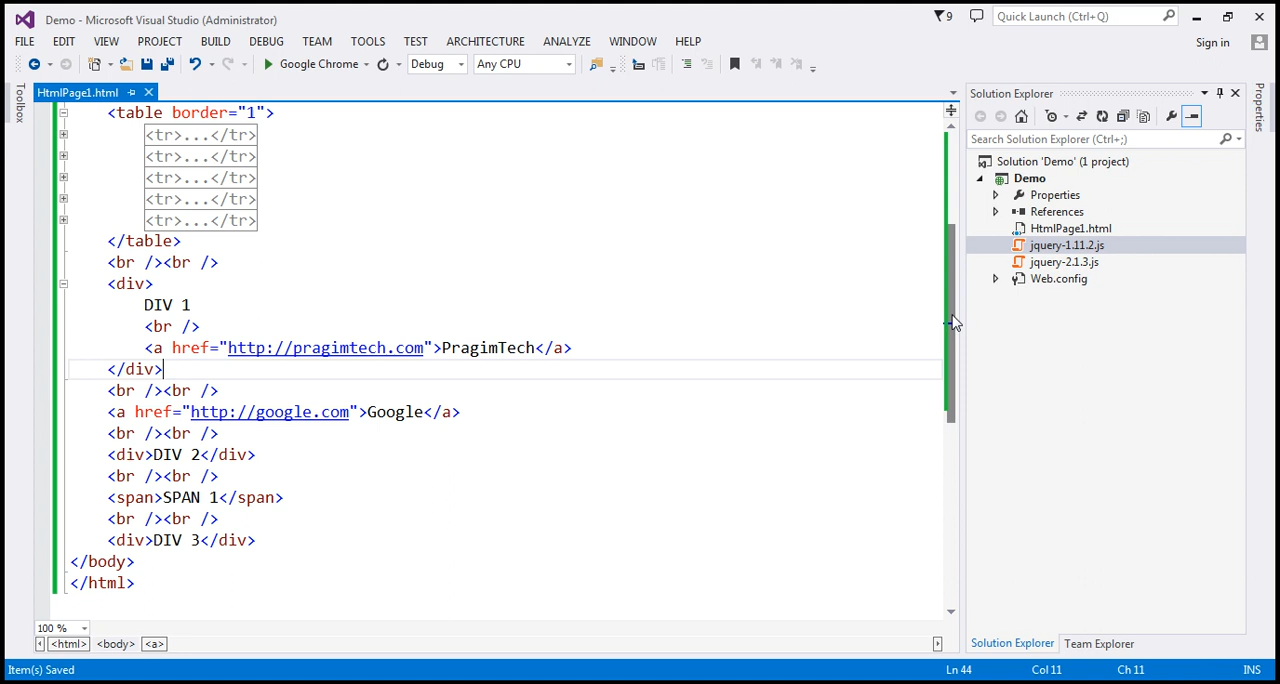 Demo - Microsoft Visual Studio (Administrator)
9
Quick Launch (Ctrl+Q)
FILE EDIT VIEW PROJECT BUILD DEBUG TEAM TOOLS TEST ARCHITECTURE ANALYZE WINDOW HELP
Sign in
Google Chrome
Debug
Any CPU
Toolbox
HtmlPage1.html
<table border="1">
<tr>...</tr>
<tr>...</tr>
<tr>...</tr>
<tr>...</tr>
<tr>...</tr>
</table>
<br /><br />
<div>
DIV 1
<br />
<a href="http://pragimtech.com">PragimTech</a>
</div>
<br /><br />
<a href="http://google.com">Google</a>
<br /><br />
<div>DIV 2</div>
<br /><br />
<span>SPAN 1</span>
<br /><br />
<div>DIV 3</div>
</body>
</html>
100 %
<html> <body> <a>
Solution Explorer
Search Solution Explorer (Ctrl+;)
Solution 'Demo' (1 project)
Demo
Properties
References
HtmlPage1.html
jquery-1.11.2.js
jquery-2.1.3.js
Web.config
Solution Explorer Team Explorer
Properties
Item(s) Saved
Ln 44 Col 11 Ch 11 INS